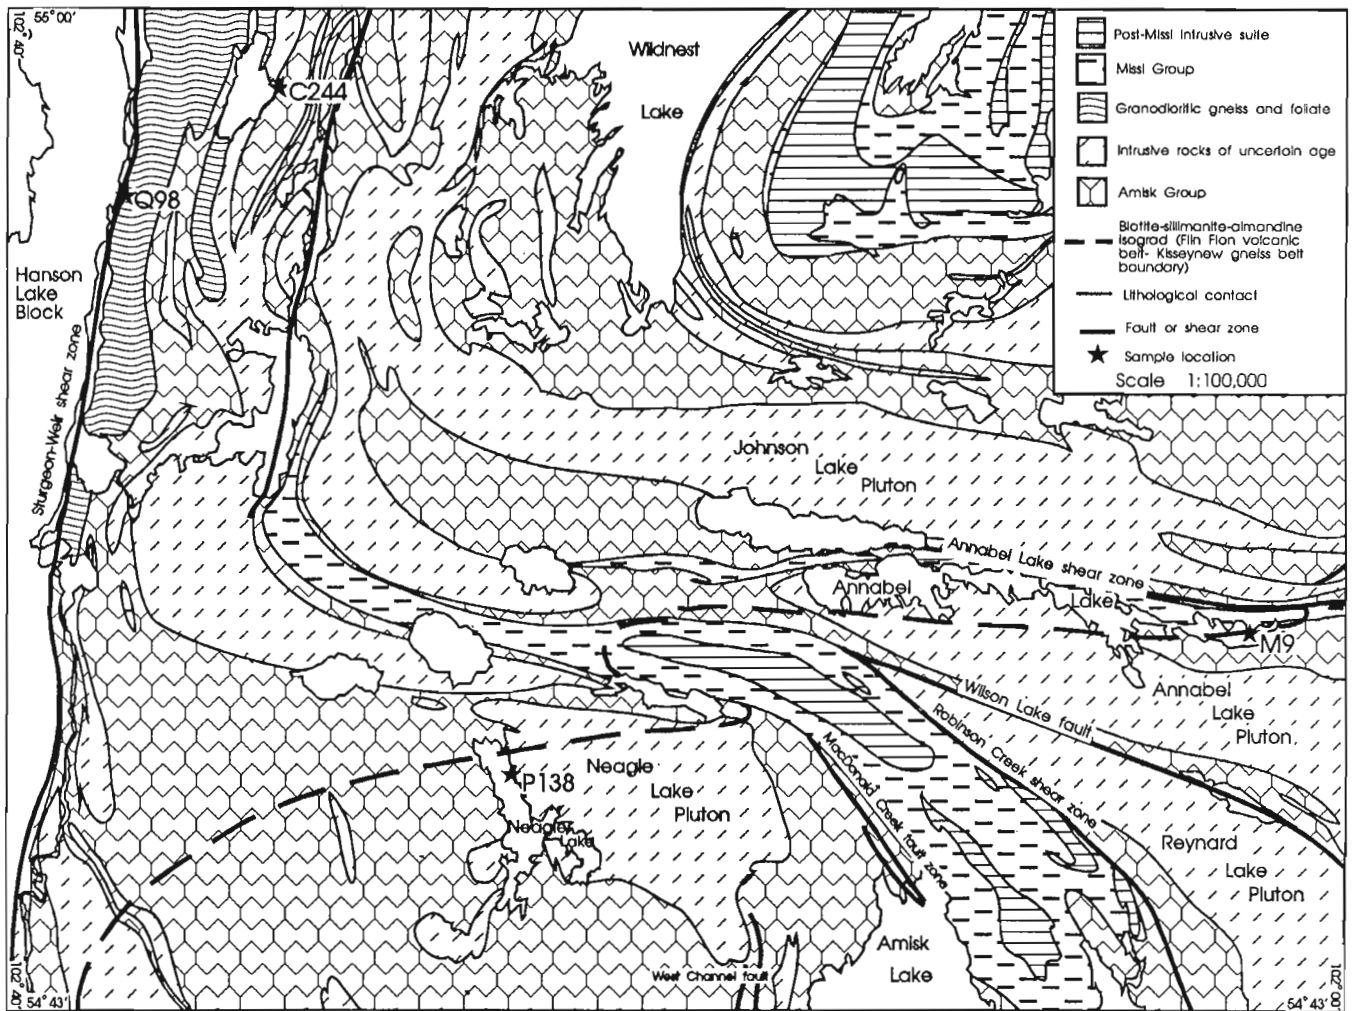 55°00'
102°40'
Wildnest
Lake
C244
Q98
Hanson
Lake
Block
Sturgeon-Weir shear zone
Post-Missi intrusive suite
Missi Group
Granodioritic gneiss and foliate
Intrusive rocks of uncertain age
Amisk Group
Biotite-sillimanite-almandine
isograd (Flin Flon volcanic
belt- Kisseynew gneiss belt
boundary)
Lithological contact
Fault or shear zone
Sample location
Scale 1:100,000
Johnson
Lake
Pluton
Annabel Lake shear zone
Annabel
Lake
M9
Annabel
Lake
Pluton
Wilson Lake fault
Robinson Creek shear zone
MacDonald Creek fault zone
Neagle
Lake
Pluton
P138
Neagle
Lake
Reynard
Lake
Pluton
Amisk
Lake
West Channel fault
102°40'
54°43'
102°00'
54°43'